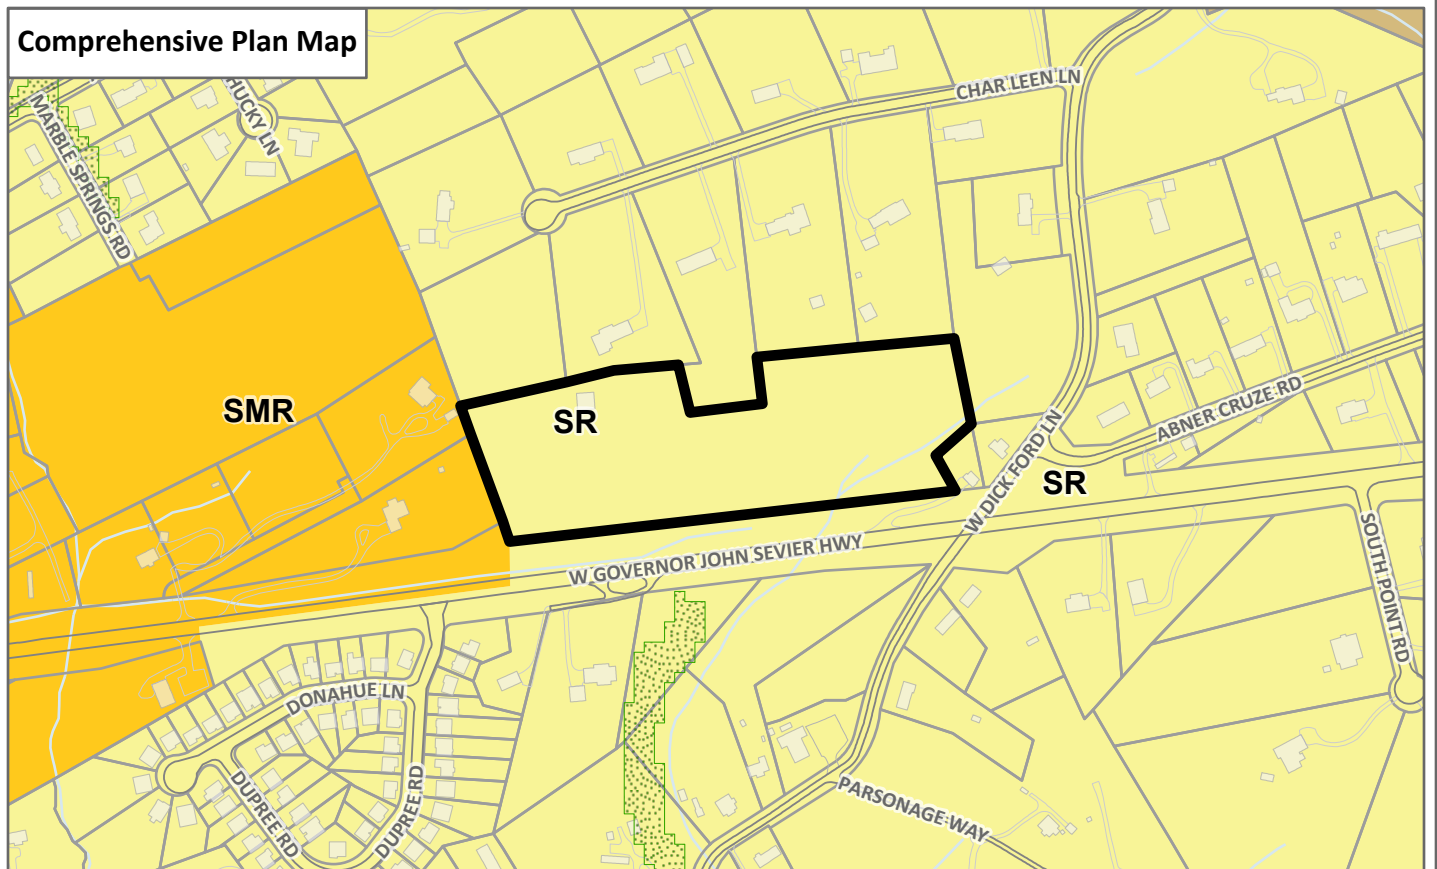 Comprehensive Plan Map
CHAR LEEN LN
HUCKY LN
MARBLE SPRINGS RD
SMR
SR
ABNER CRUZE RD
W DICK FORD LN
SR
W GOVERNOR JOHN SEVIER HWY
SOUTH POINT RD
DONAHUE LN
DUPREE RD
DUPREE RD
PARSONAGE WAY